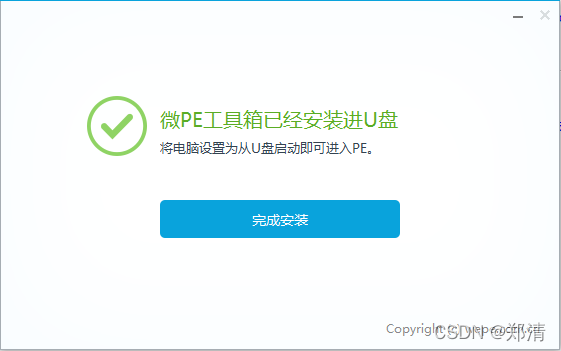 微PE工具箱已经安装进U盘
将电脑设置为从U盘启动即可进入PE。
完成安装
Copyright (c)
CSDN @郑清